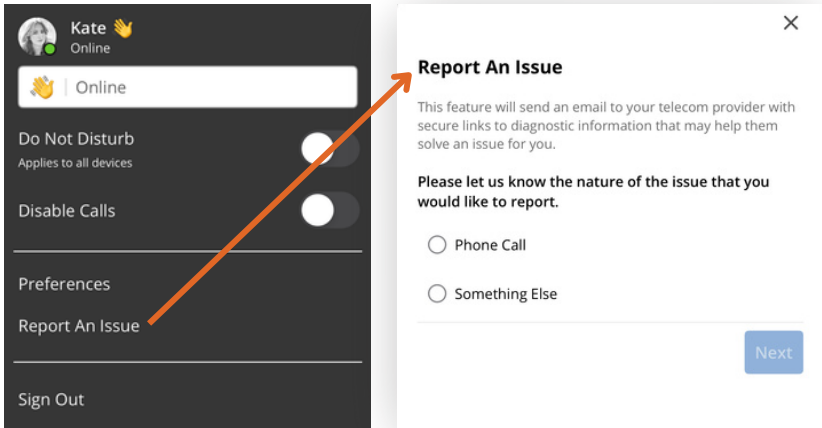 Kate 👋
Online
👋 Online
Do Not Disturb
Applies to all devices
Disable Calls
Preferences
Report An Issue
Sign Out
Report An Issue
This feature will send an email to your telecom provider with
secure links to diagnostic information that may help them
solve an issue for you.
Please let us know the nature of the issue that you
would like to report.
Phone Call
Something Else
Next